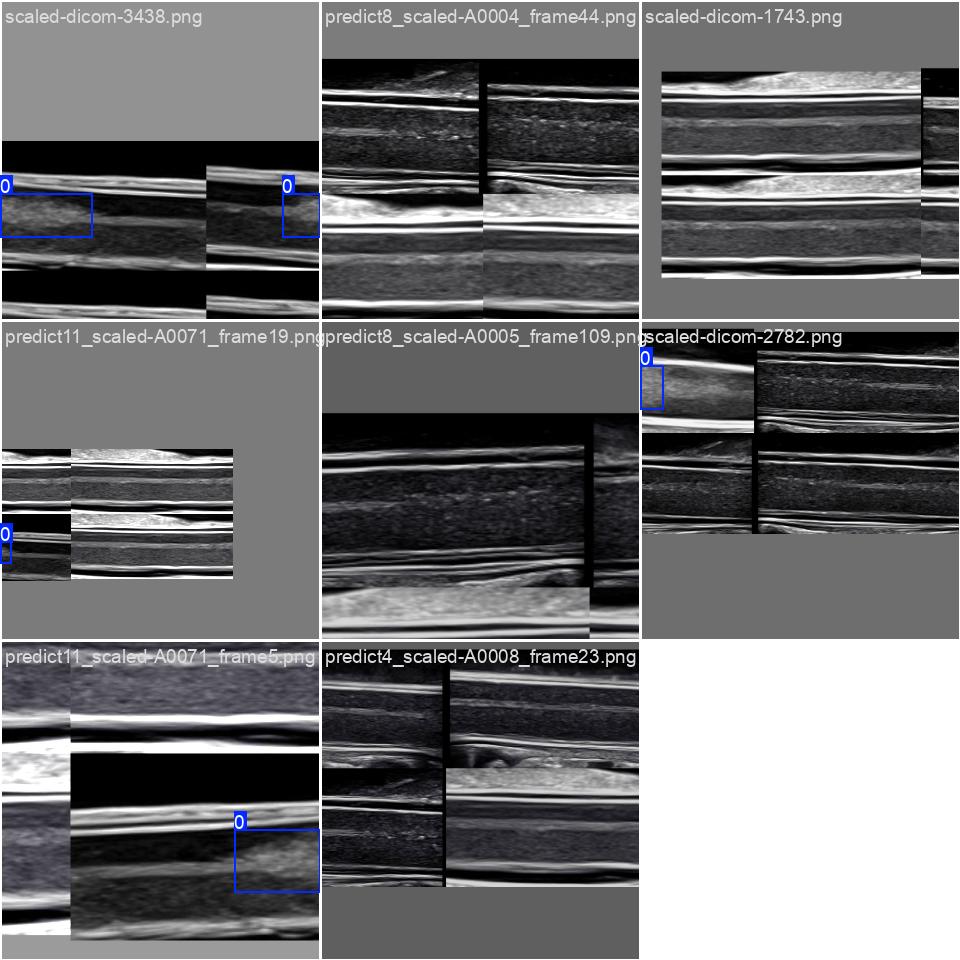 scaled-dicom-3438.png
predict8_scaled-A0004_frame44.png
scaled-dicom-1743.png
0
0
predict11_scaled-A0071_frame19.png
predict8_scaled-A0005_frame109.png
scaled-dicom-2782.png
0
0
predict11_scaled-A0071_frame5.png
predict4_scaled-A0008_frame23.png
0